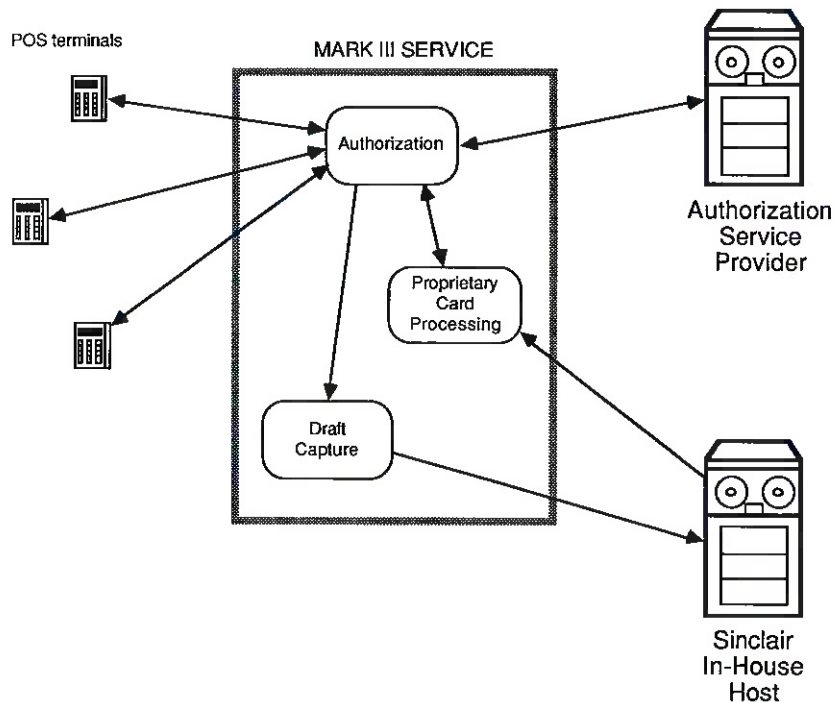 POS terminals
MARK III SERVICE
Authorization
Authorization
Service
Provider
Proprietary
Card
Processing
Draft
Capture
Sinclair
In-House
Host